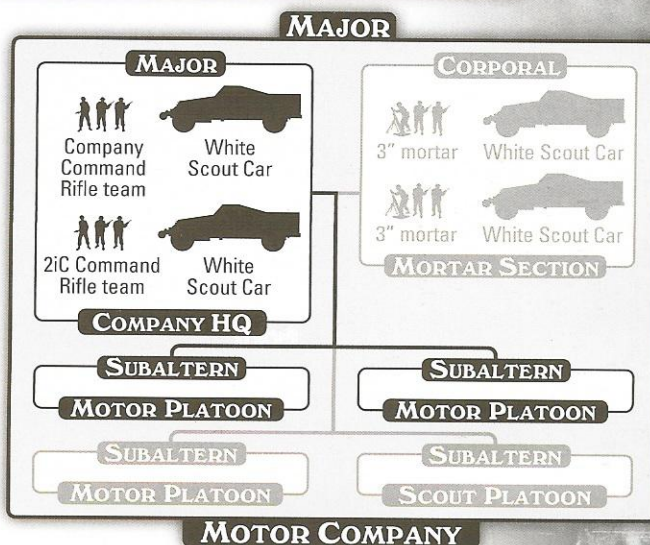 MAJOR
MAJOR
Company
Command
Rifle team
White
Scout Car
2iC Command
Rifle team
White
Scout Car
COMPANY HQ
CORPORAL
3" mortar
White Scout Car
3" mortar
White Scout Car
MORTAR SECTION
SUBALTERN
MOTOR PLATOON
SUBALTERN
MOTOR PLATOON
SUBALTERN
MOTOR PLATOON
SUBALTERN
SCOUT PLATOON
MOTOR COMPANY